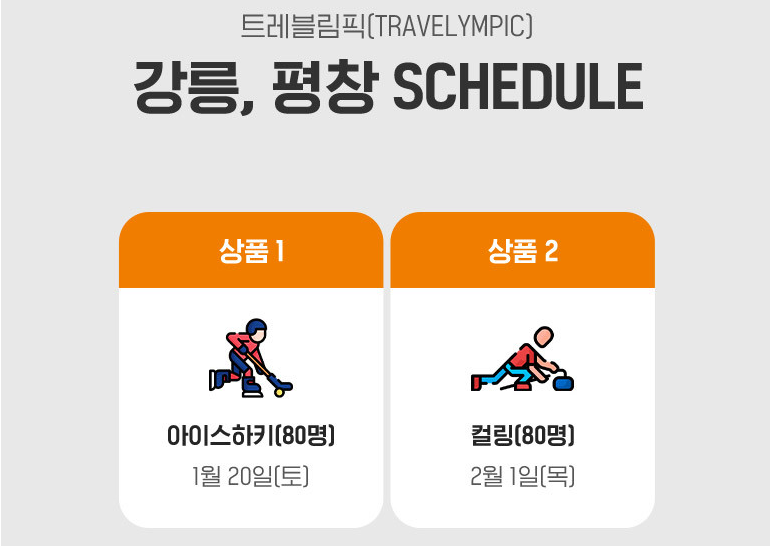 트레블림픽(TRAVELYMPIC)
강릉, 평창 SCHEDULE
상품 1
상품 2
아이스하키(80명)
컬링(80명)
1월 20일(토)
2월 1일(목)